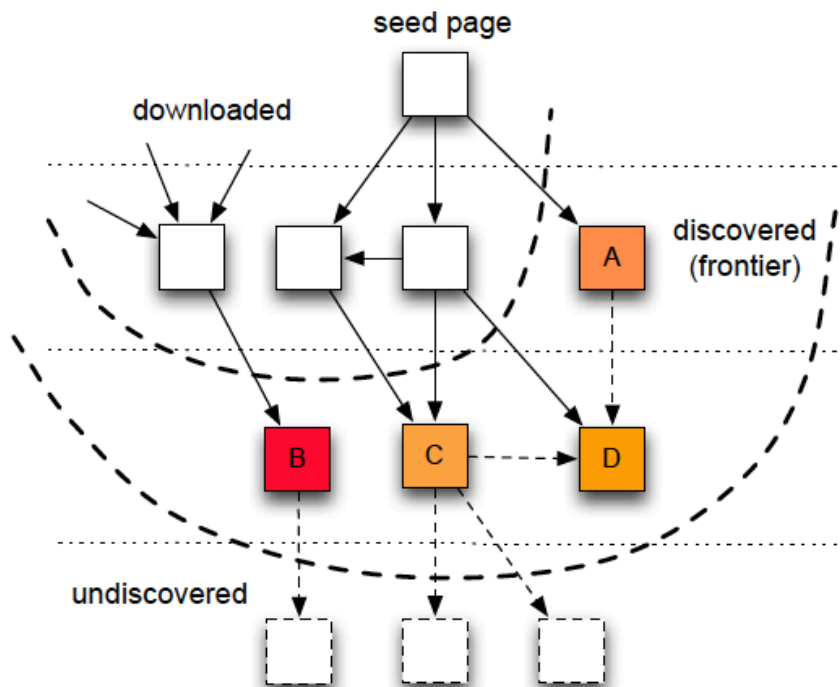 seed page
downloaded
A
discovered
(frontier)
B
C
D
undiscovered